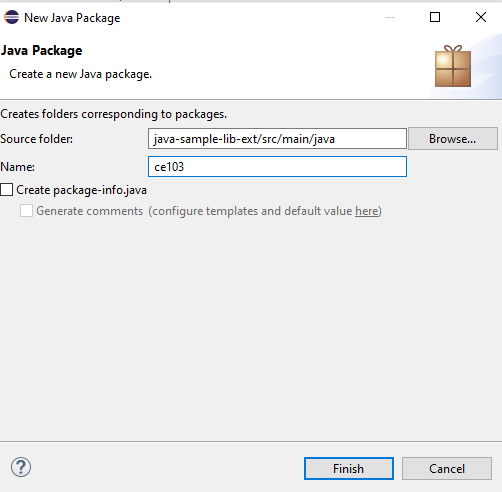 New Java Package
Java Package
Create a new Java package.
Creates folders corresponding to packages.
Source folder: java-sample-lib-ext/src/main/java Browse...
Name: ce103
Create package-info.java
Generate comments (configure templates and default value here)
? Finish Cancel